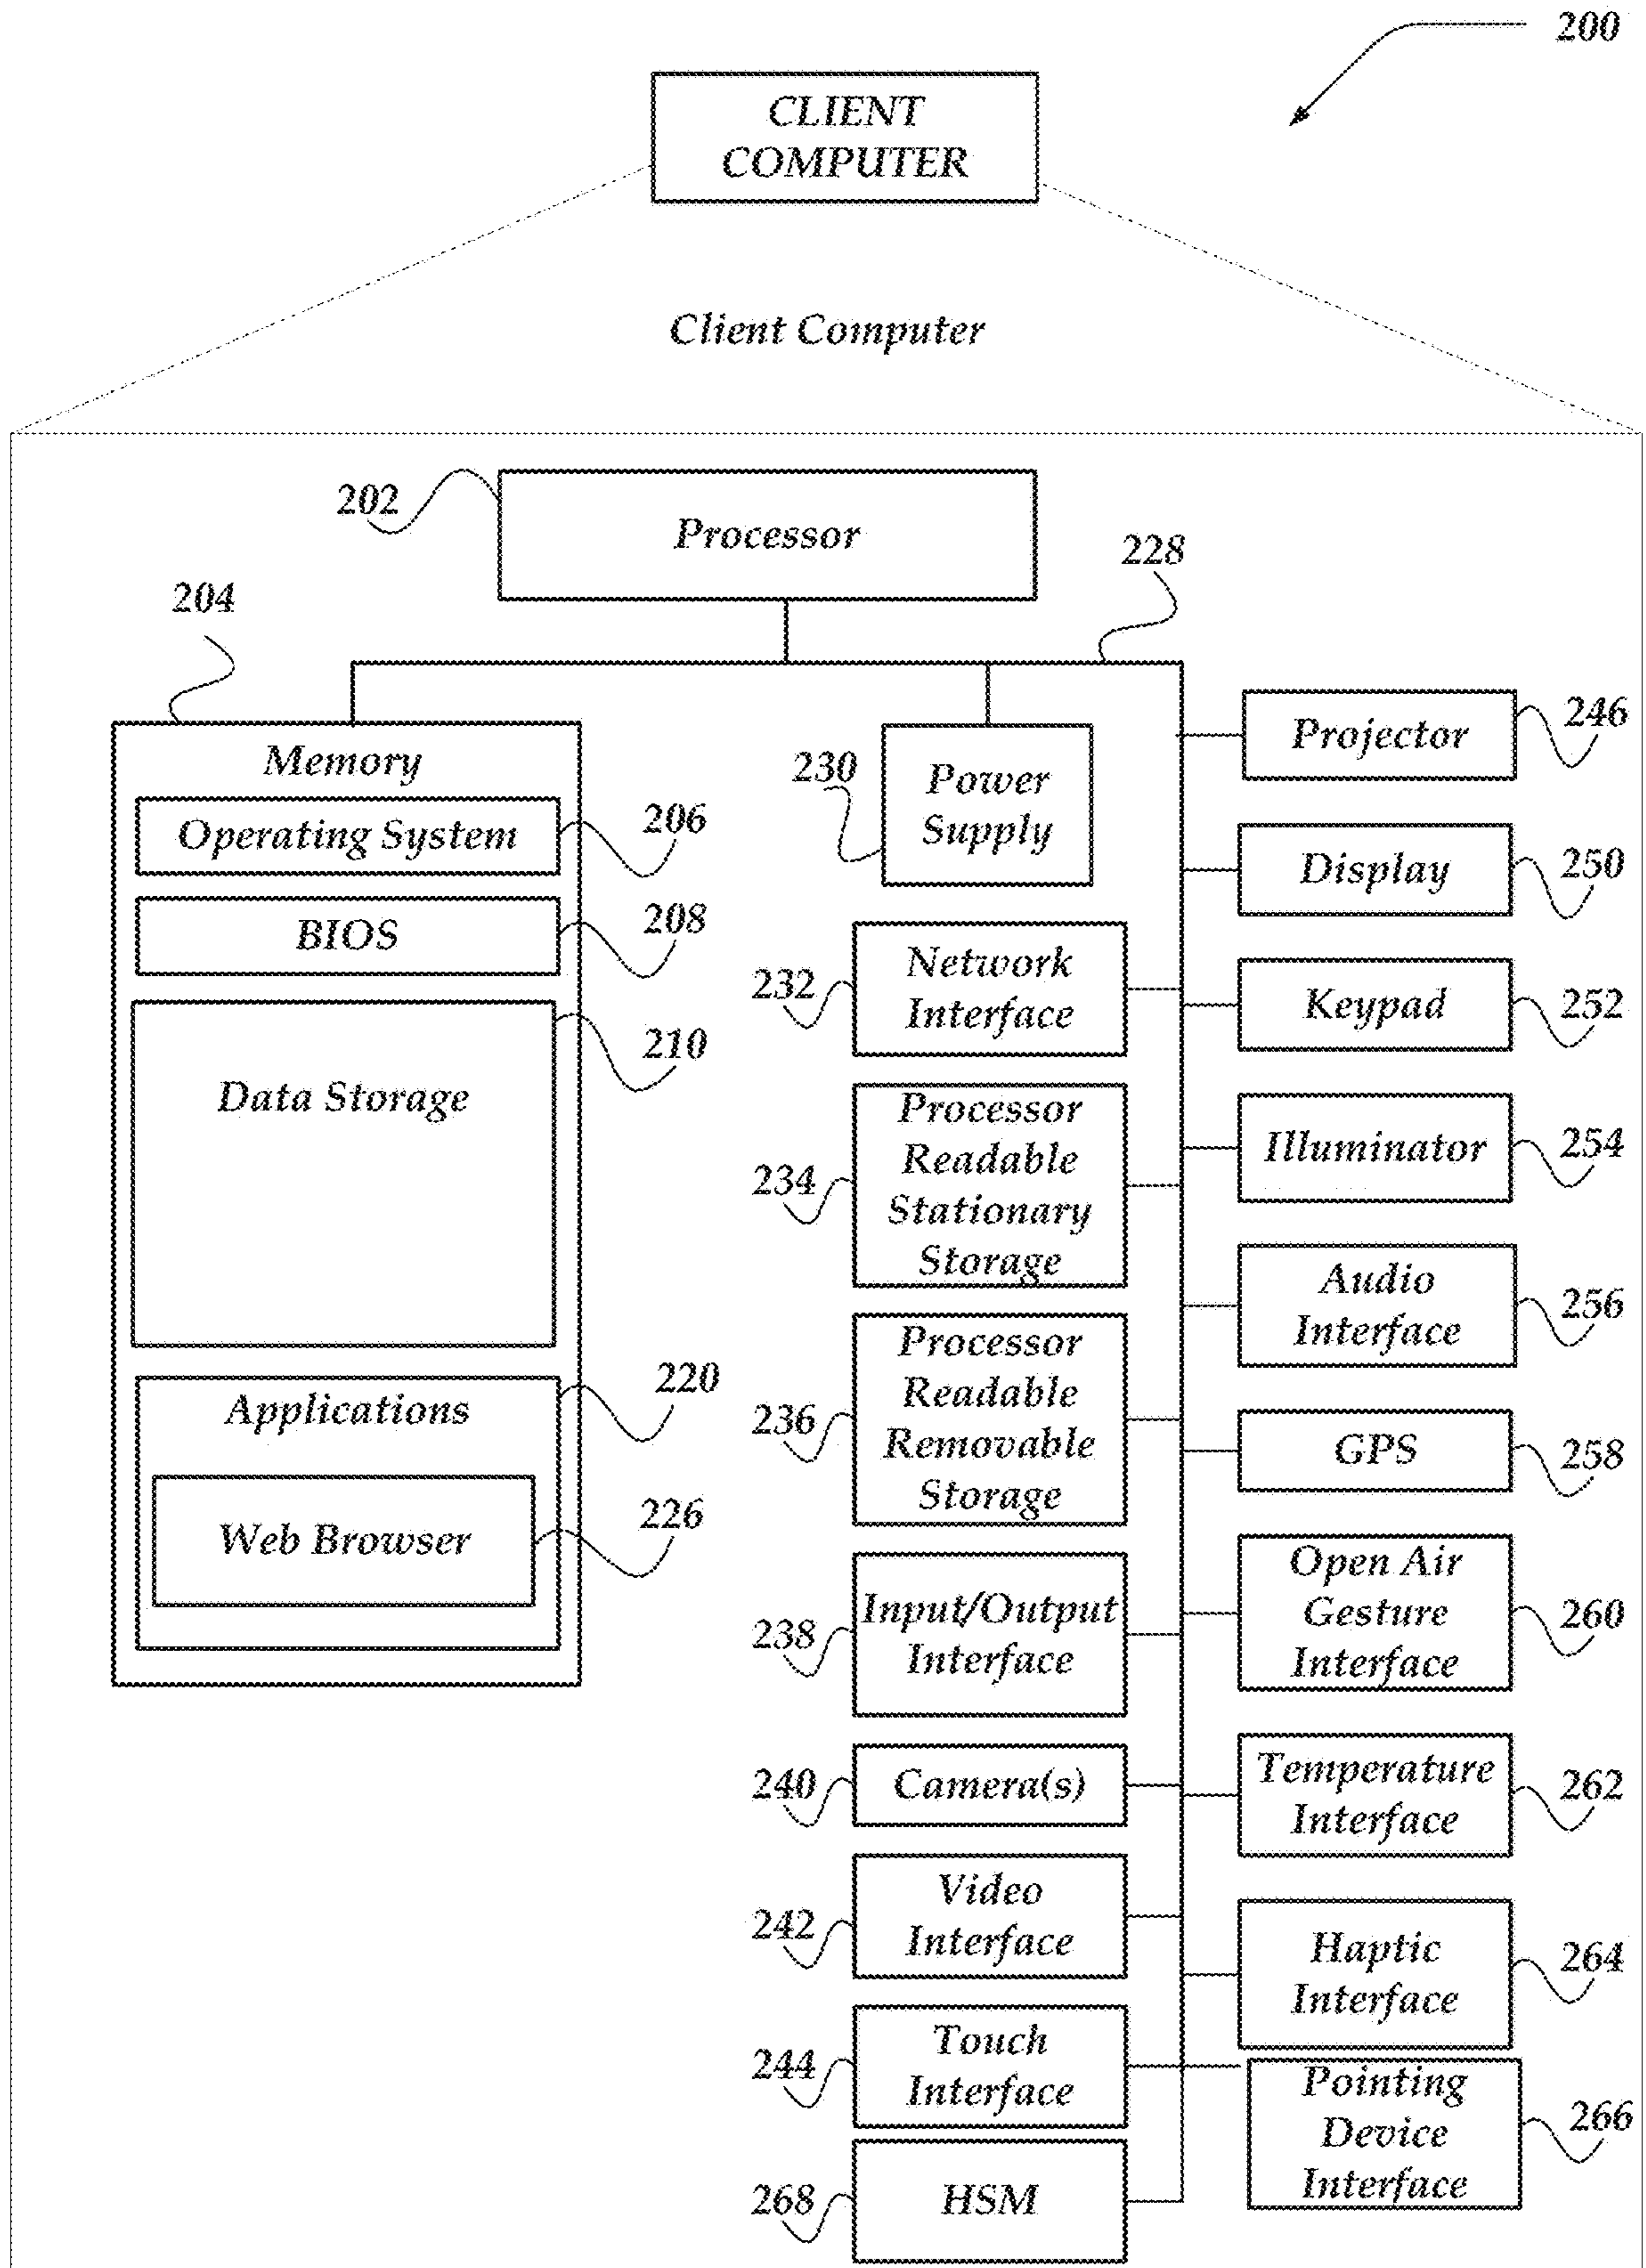 200
CLIENT
COMPUTER
Client Computer
202
Processor
228
204
Memory
Operating System
206
BIOS
208
Data Storage
210
Applications
220
Web Browser
226
230
Power
Supply
232
Network
Interface
234
Processor
Readable
Stationary
Storage
236
Processor
Readable
Removable
Storage
238
Input/Output
Interface
240
Camera(s)
242
Video
Interface
244
Touch
Interface
268
HSM
Projector
246
Display
250
Keypad
252
Illuminator
254
Audio
Interface
256
GPS
258
Open Air
Gesture
Interface
260
Temperature
Interface
262
Haptic
Interface
264
Pointing
Device
Interface
266